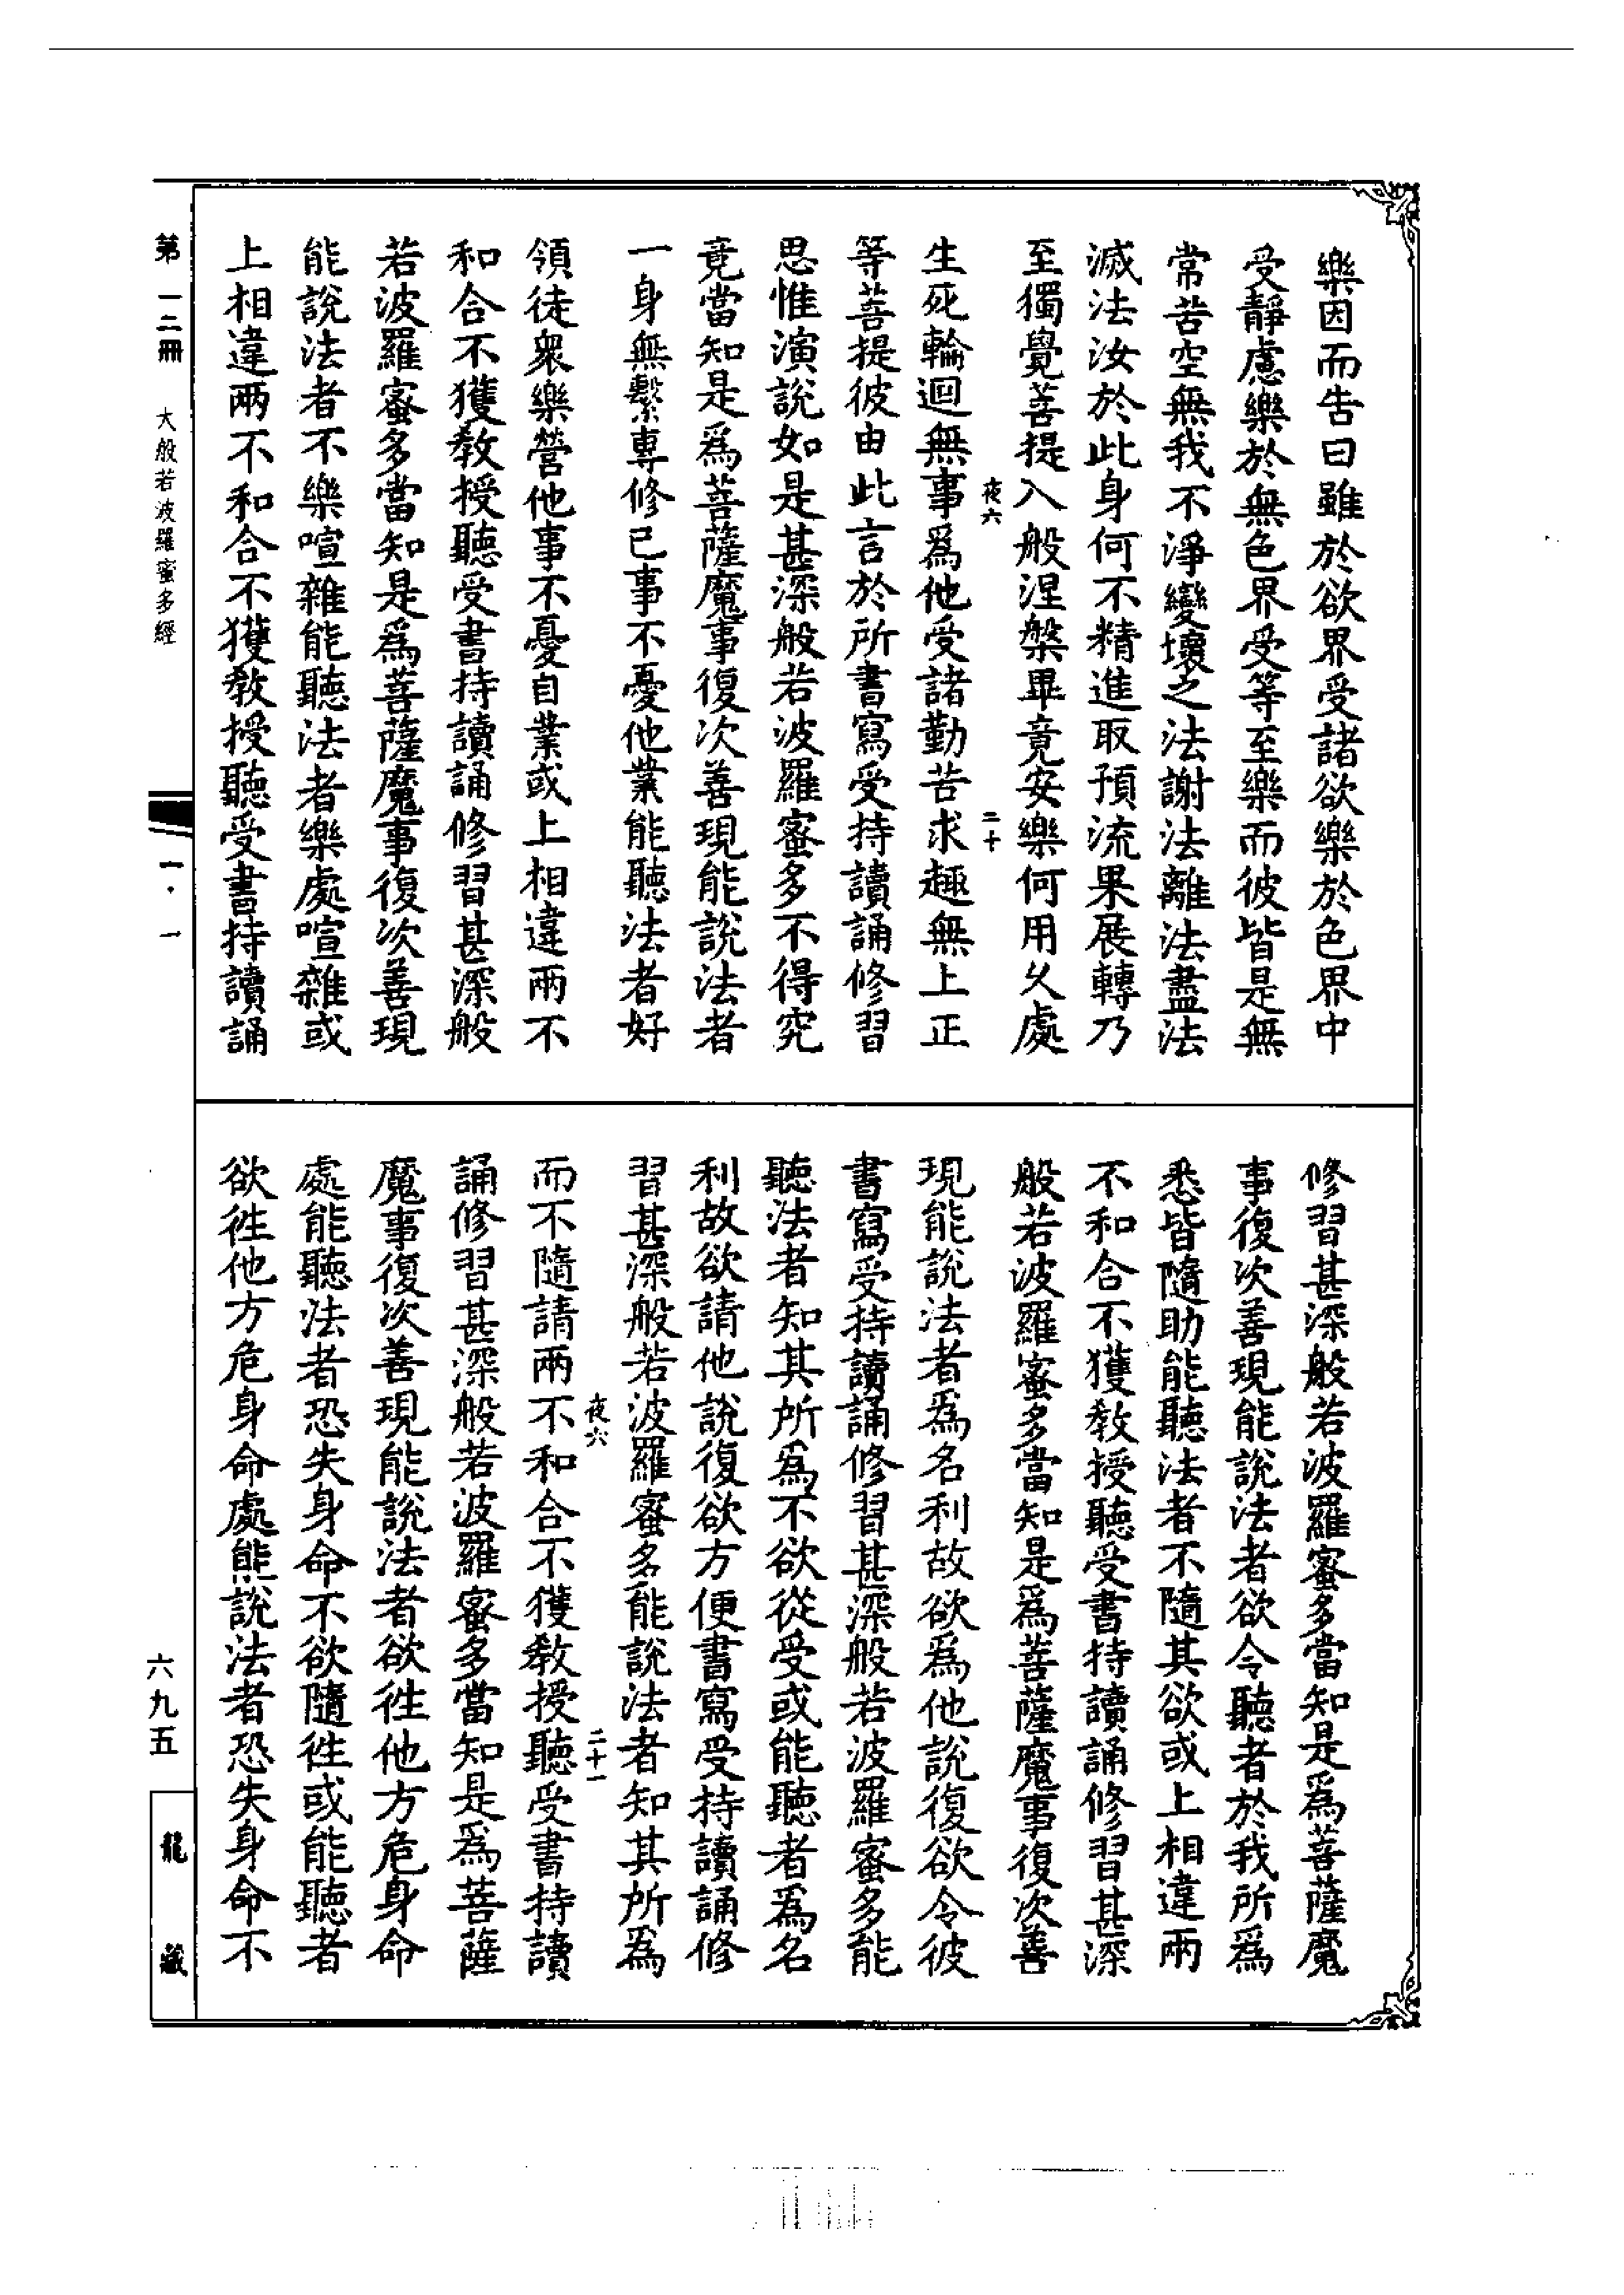 樂因而告曰雖於欲界受諸欲樂於色界中
受靜慮樂於無色界受等至樂而彼皆是無
常苦空無我不淨變壞之法謝法離法盡法
滅法汝於此身何不精進取預流果展轉乃
至獨覺菩提入般涅槃畢竟安樂何用久處
夜六
二十
生死輪迴無事爲他受諸勤苦求趣無上正
等菩提彼由此言於所書寫受持讀誦修習
思惟演說如是甚深般若波羅蜜多不得究
竟當知是爲菩薩魔事復次善現能說法者
一身無繫專修己事不憂他業能聽法者好
領徒衆樂營他事不憂自業或上相違兩不
和合不獲教授聽受書持讀誦修習甚深般
若波羅蜜多當知是爲菩薩魔事復次善現
能說法者不樂喧雜能聽法者樂處喧雜或
上相違兩不和合不獲教授聽受書持讀誦
修習甚深般若波羅蜜多當知是爲菩薩魔
事復次善現能說法者欲令聽者於我所爲
悉皆隨助能聽法者不隨其欲或上相違兩
不和合不獲教授聽受書持讀誦修習甚深
般若波羅蜜多當知是爲菩薩魔事復次善
現能說法者爲名利故欲爲他說復欲令彼
書寫受持讀誦修習甚深般若波羅蜜多能
聽法者知其所爲不欲從受或能聽者爲名
利故欲請他說復欲方便書寫受持讀誦修
習甚深般若波羅蜜多能說法者知其所爲
夜六
二十一
而不隨請兩不和合不獲教授聽受書持讀
誦修習甚深般若波羅蜜多當知是爲菩薩
魔事復次善現能說法者欲徃他方危身命
處能聽法者恐失身命不欲隨徃或能聽者
欲徃他方危身命處能說法者恐失身命不
第一三冊
大般若波羅蜜多經
一·一
六九五
龍藏